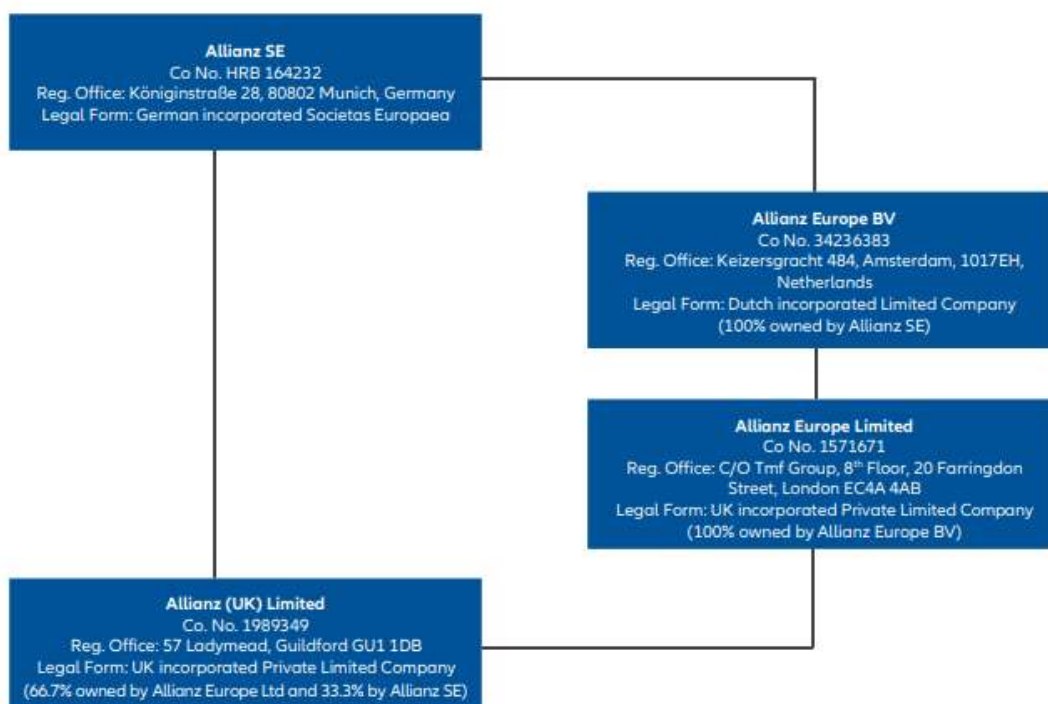 Allianz SE
Co No. HRB 164232
Reg. Office: Königinstraße 28, 80802 Munich, Germany
Legal Form: German incorporated Societas Europaea
Allianz Europe BV
Co No. 34236383
Reg. Office: Keizersgracht 484, Amsterdam, 1017EH,
Netherlands
Legal Form: Dutch incorporated Limited Company
(100% owned by Allianz SE)
Allianz Europe Limited
Co No. 1571671
Reg. Office: C/O Tmf Group, 8th Floor, 20 Farringdon
Street, London EC4A 4AB
Legal Form: UK incorporated Private Limited Company
(100% owned by Allianz Europe BV)
Allianz (UK) Limited
Co. No. 1989349
Reg. Office: 57 Ladymead, Guildford GU1 1DB
Legal Form: UK incorporated Private Limited Company
(66.7% owned by Allianz Europe Ltd and 33.3% by Allianz SE)